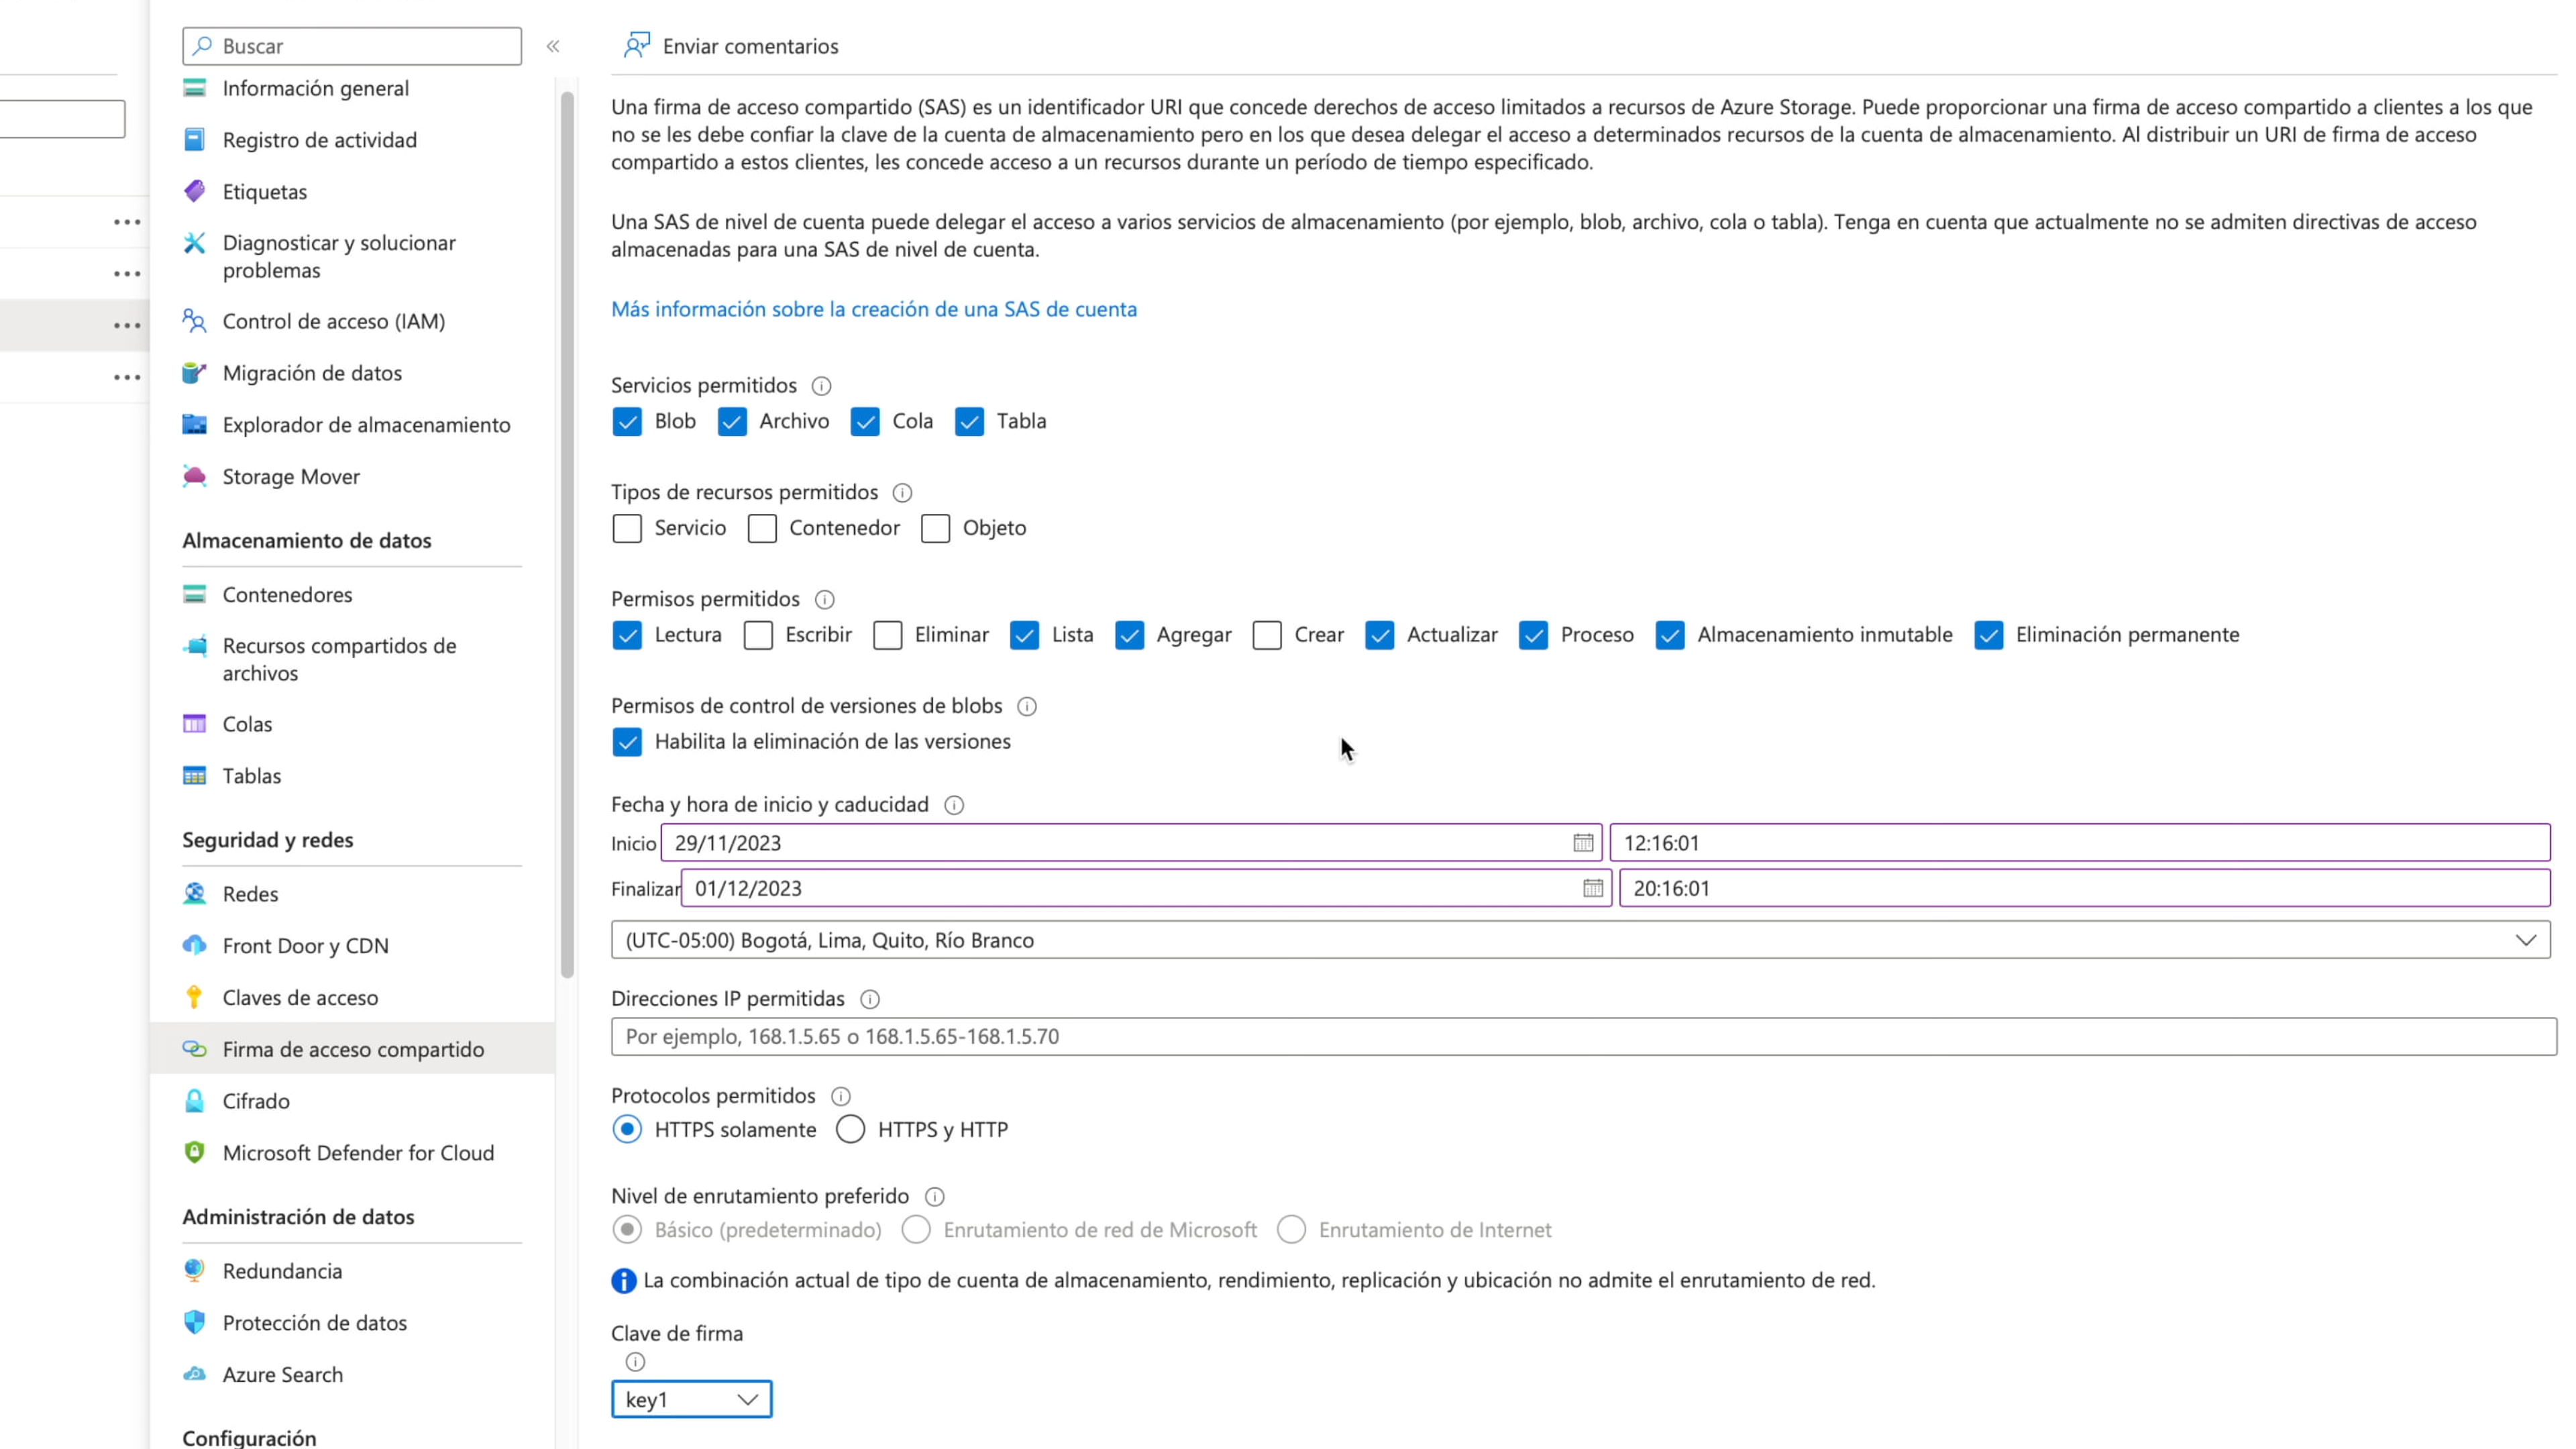 Buscar
Información general
Registro de actividad
Etiquetas
Diagnosticar y solucionar
problemas
Control de acceso (IAM)
Migración de datos
Explorador de almacenamiento
Storage Mover
Almacenamiento de datos
Contenedores
Recursos compartidos de
archivos
Colas
Tablas
Seguridad y redes
Redes
Front Door y CDN
Claves de acceso
Firma de acceso compartido
Cifrado
Microsoft Defender for Cloud
Administración de datos
Redundancia
Protección de datos
Azure Search
Configuración
Enviar comentarios
Una firma de acceso compartido (SAS) es un identificador URI que concede derechos de acceso limitados a recursos de Azure Storage. Puede proporcionar una firma de acceso compartido a clientes a los que
no se les debe confiar la clave de la cuenta de almacenamiento pero en los que desea delegar el acceso a determinados recursos de la cuenta de almacenamiento. Al distribuir un URI de firma de acceso
compartido a estos clientes, les concede acceso a un recursos durante un período de tiempo especificado.
Una SAS de nivel de cuenta puede delegar el acceso a varios servicios de almacenamiento (por ejemplo, blob, archivo, cola o tabla). Tenga en cuenta que actualmente no se admiten directivas de acceso
almacenadas para una SAS de nivel de cuenta.
Más información sobre la creación de una SAS de cuenta
Servicios permitidos
Blob Archivo Cola Tabla
Tipos de recursos permitidos
Servicio Contenedor Objeto
Permisos permitidos
Lectura Escribir Eliminar Lista Agregar Crear Actualizar Proceso Almacenamiento inmutable Eliminación permanente
Permisos de control de versiones de blobs
Habilita la eliminación de las versiones
Fecha y hora de inicio y caducidad
Inicio 29/11/2023 12:16:01
Finalizar 01/12/2023 20:16:01
(UTC-05:00) Bogotá, Lima, Quito, Río Branco
Direcciones IP permitidas
Por ejemplo, 168.1.5.65 o 168.1.5.65-168.1.5.70
Protocolos permitidos
HTTPS solamente HTTPS y HTTP
Nivel de enrutamiento preferido
Básico (predeterminado) Enrutamiento de red de Microsoft Enrutamiento de Internet
La combinación actual de tipo de cuenta de almacenamiento, rendimiento, replicación y ubicación no admite el enrutamiento de red.
Clave de firma
key1